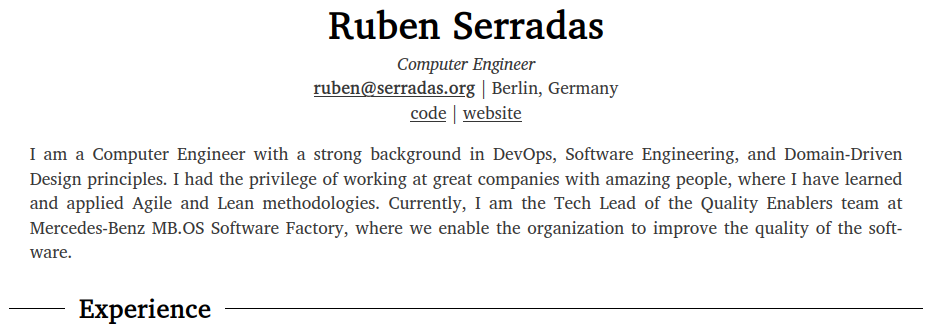 Ruben Serradas
Computer Engineer
ruben@serradas.org | Berlin, Germany
code | website
I am a Computer Engineer with a strong background in DevOps, Software Engineering, and Domain-Driven
Design principles. I had the privilege of working at great companies with amazing people, where I have learned
and applied Agile and Lean methodologies. Currently, I am the Tech Lead of the Quality Enablers team at
Mercedes-Benz MB.OS Software Factory, where we enable the organization to improve the quality of the soft-
ware.
Experience